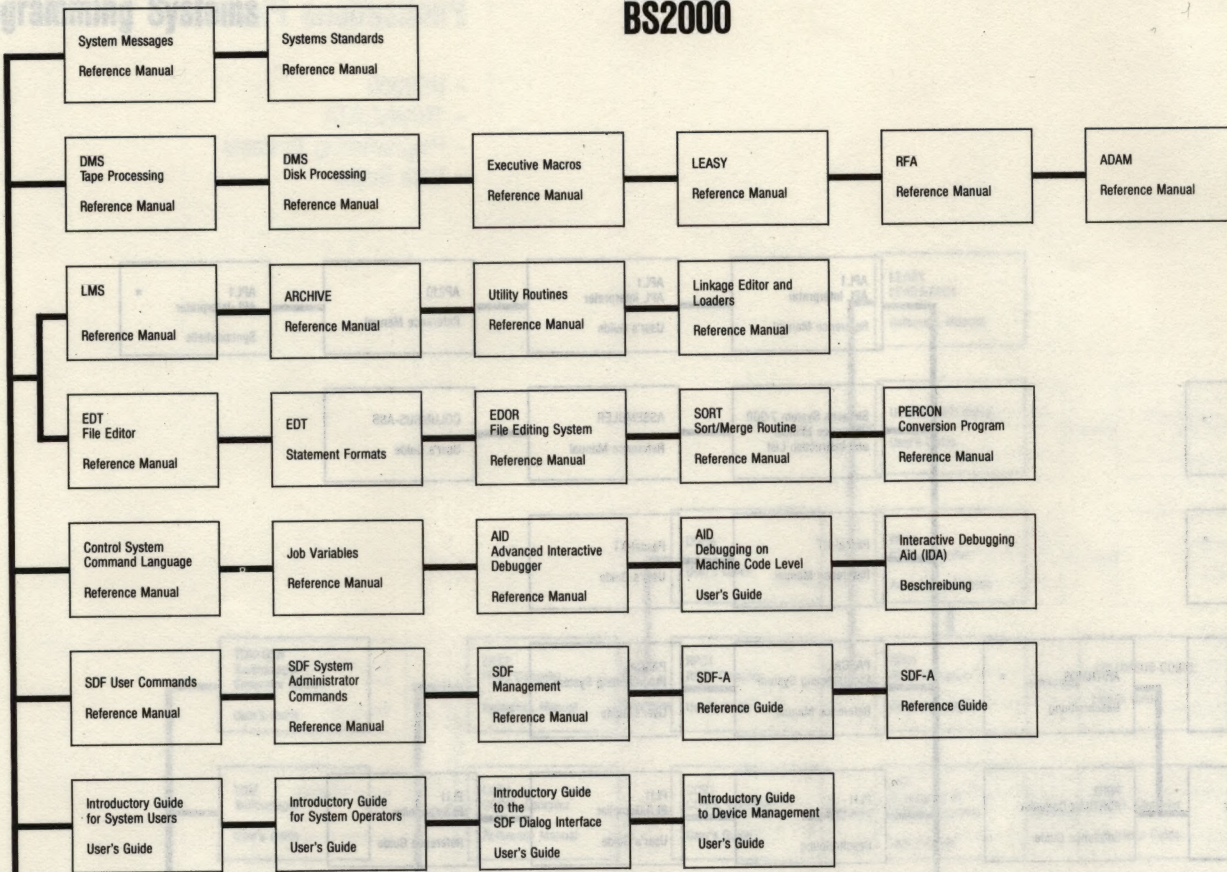 BS2000
System Messages
Reference Manual
Systems Standards
Reference Manual
DMS
Tape Processing
Reference Manual
DMS
Disk Processing
Reference Manual
Executive Macros
Reference Manual
LEASY
Reference Manual
RFA
Reference Manual
ADAM
Reference Manual
LMS
Reference Manual
ARCHIVE
Reference Manual
Utility Routines
Reference Manual
Linkage Editor and
Loaders
Reference Manual
EDT
File Editor
Reference Manual
EDT
Statement Formats
EDOR
File Editing System
Reference Manual
SORT
Sort/Merge Routine
Reference Manual
PERCON
Conversion Program
Reference Manual
Control System
Command Language
Reference Manual
Job Variables
Reference Manual
AID
Advanced Interactive
Debugger
Reference Manual
AID
Debugging on
Machine Code Level
User's Guide
Interactive Debugging
Aid (IDA)
Beschreibung
SDF User Commands
Reference Manual
SDF System
Administrator
Commands
Reference Manual
SDF
Management
Reference Manual
SDF-A
Reference Guide
SDF-A
Reference Guide
Introductory Guide
for System Users
User's Guide
Introductory Guide
for System Operators
User's Guide
Introductory Guide
to the
SDF Dialog Interface
User's Guide
Introductory Guide
to Device Management
User's Guide